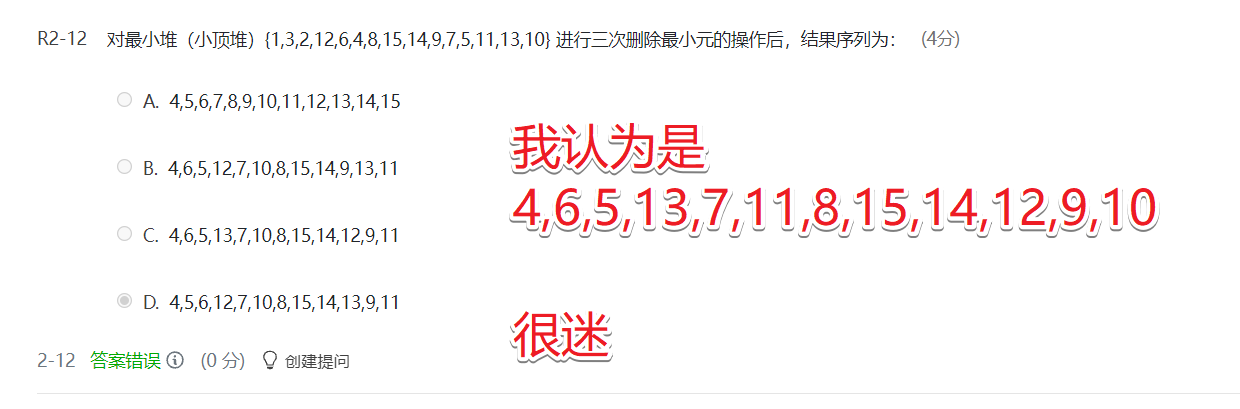 R2-12 对最小堆（小顶堆）{1,3,2,12,6,4,8,15,14,9,7,5,11,13,10} 进行三次删除最小元的操作后，结果序列为： (4分)
A. 4,5,6,7,8,9,10,11,12,13,14,15
我认为是
B. 4,6,5,12,7,10,8,15,14,9,13,11
4,6,5,13,7,11,8,15,14,12,9,10
C. 4,6,5,13,7,10,8,15,14,12,9,11
D. 4,5,6,12,7,10,8,15,14,13,9,11
很迷
2-12 答案错误 (0 分) 创建提问